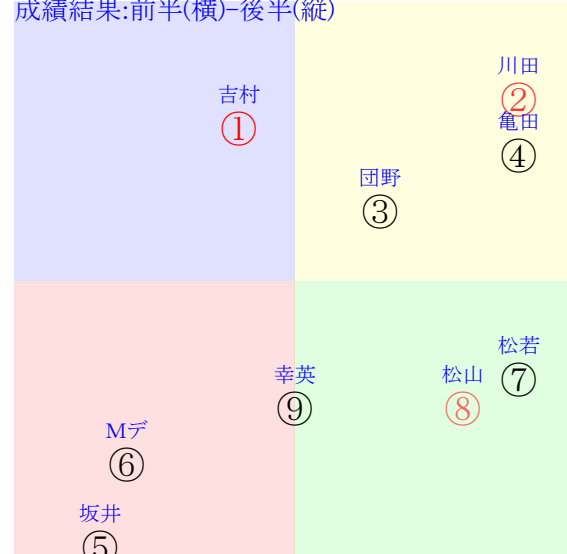 成績結果:前半(横)-後半(縦)
川田
②
吉村
①
亀田
④
団野
③
松若
⑦
幸英
⑨
松山
⑧
Mデ
⑥
坂井
⑤